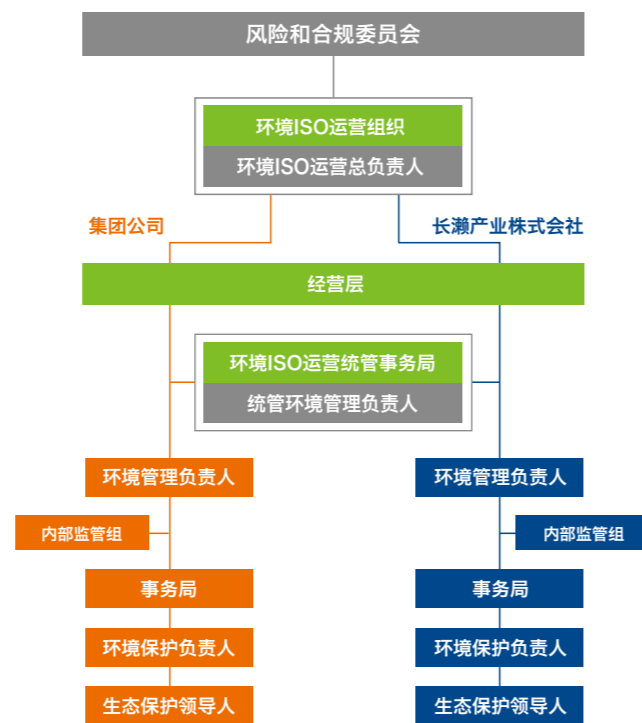 风险和合规委员会
环境ISO运营组织
环境ISO运营总负责人
集团公司
长濑产业株式会社
经营层
环境ISO运营统管事务局
统管环境管理负责人
环境管理负责人
环境管理负责人
内部监管组
内部监管组
事务局
事务局
环境保护负责人
环境保护负责人
生态保护领导人
生态保护领导人